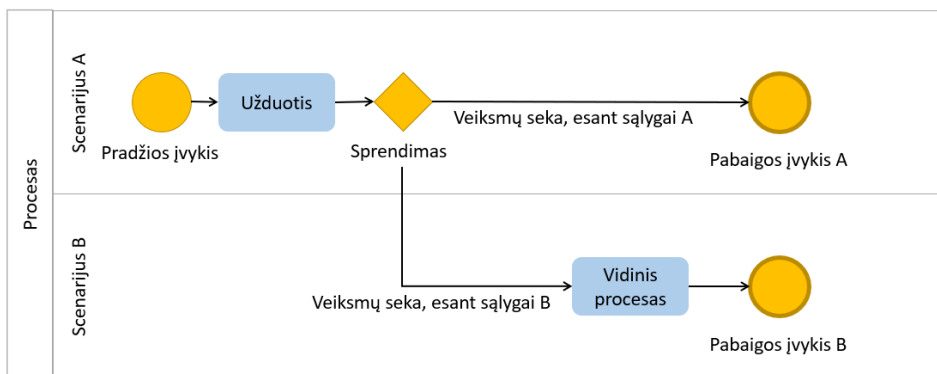 Procesas
Scenarijus A
Užduotis
Pradžios įvykis
Sprendimas
Veiksmų seka, esant sąlygai A
Pabaigos įvykis A
Scenarijus B
Veiksmų seka, esant sąlygai B
Vidinis
procesas
Pabaigos įvykis B